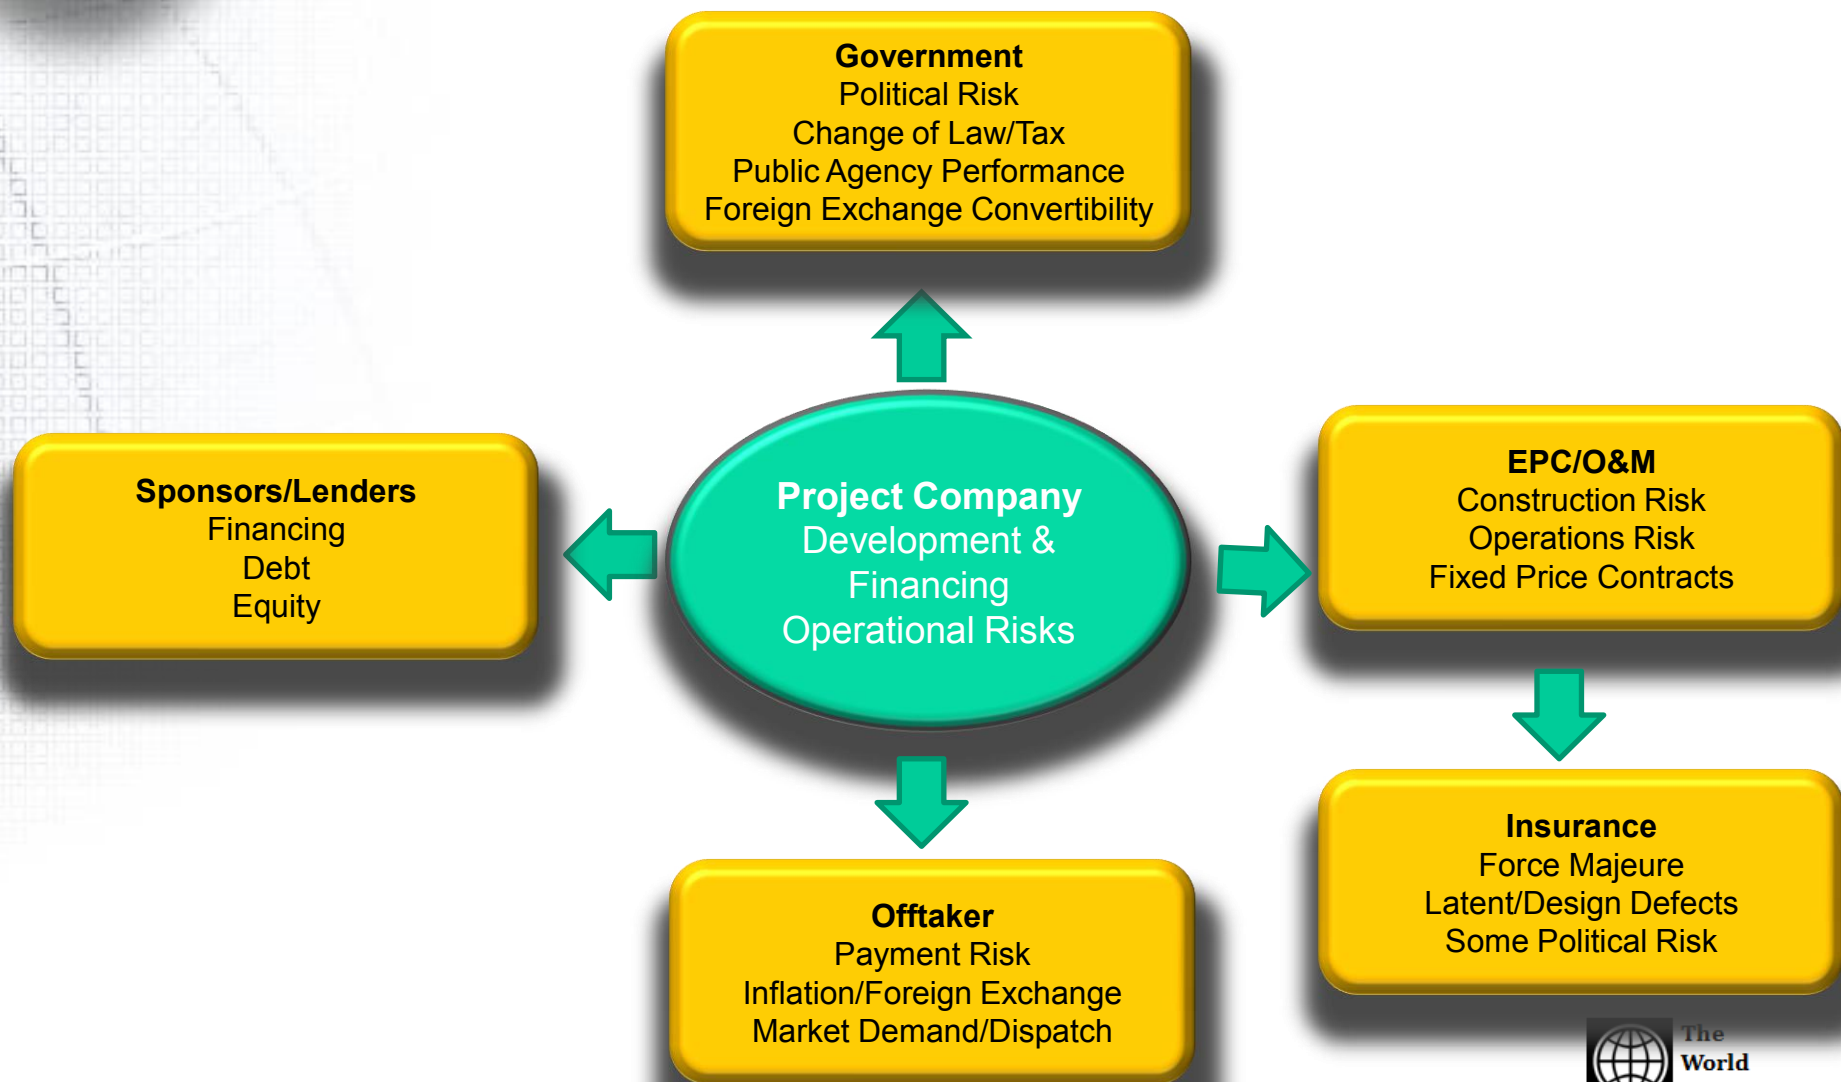 Government
Political Risk
Change of Law/Tax
Public Agency Performance
Foreign Exchange Convertibility
Sponsors/Lenders
Financing
Debt
Equity
Project Company
Development &
Financing
Operational Risks
EPC/O&M
Construction Risk
Operations Risk
Fixed Price Contracts
Offtaker
Payment Risk
Inflation/Foreign Exchange
Market Demand/Dispatch
Insurance
Force Majeure
Latent/Design Defects
Some Political Risk
The
World